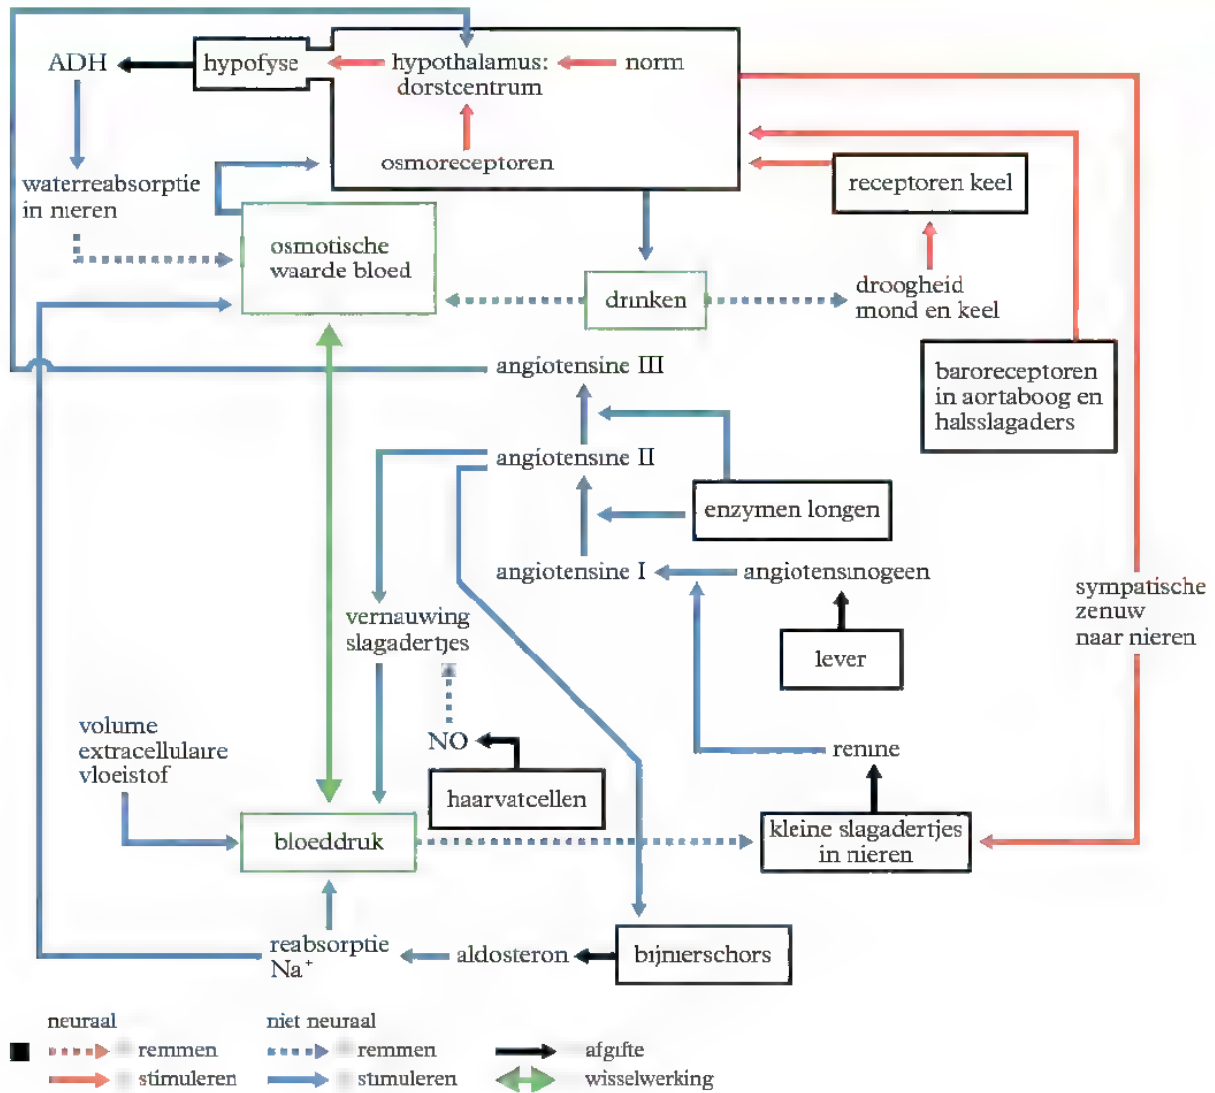 ADH
hypofyse
hypothalamus:
dorstcentrum
norm
osmoreceptoren
receptoren keel
waterreabsorptie
in nieren
osmotische
waarde bloed
drinken
droogheid
mond en keel
angiotensine III
baroreceptoren
in aortaboog en
halsslagaders
angiotensine II
enzymen longen
angiotensine I
angiotensinogeen
sympatische
zenuw
naar nieren
vernauwing
slagadertjes
lever
volume
extracellulaire
vloeistof
NO
renine
haarvatcellen
bloeddruk
kleine slagadertjes
in nieren
reabsorptie
Na⁺
aldosteron
bijnierschors
neuraal
niet neuraal
remmen
remmen
afgifte
stimuleren
stimuleren
wisselwerking